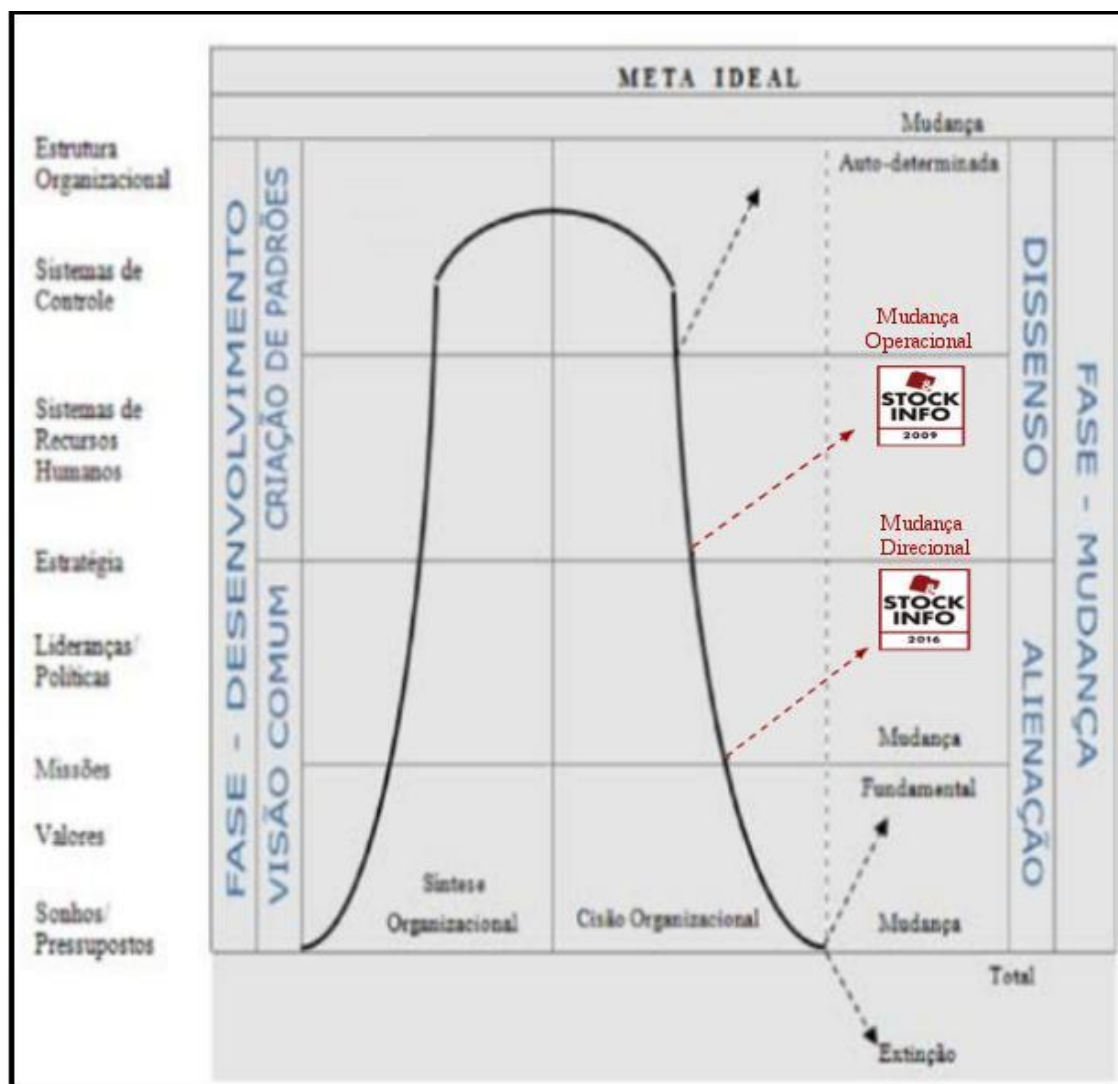 META IDEAL
Mudança
Auto-determinada
Estrutura
Organizacional
Sistemas de
Controle
Sistemas de
Recursos
Humanos
Estratégia
Lideranças/
Políticas
Missões
Valores
Sonhos/
Pressupostos
FASE - DESENVOLVIMENTO
CRIAÇÃO DE PADRÕES
VISÃO COMUM
Síntese
Organizacional
Cisão Organizacional
Mudança
Operacional
STOCK
INFO
2009
Mudança
Direcional
STOCK
INFO
2016
Mudança
Fundamental
Mudança
Total
Extinção
DISSENSO
ALIENAÇÃO
FASE - MUDANÇA